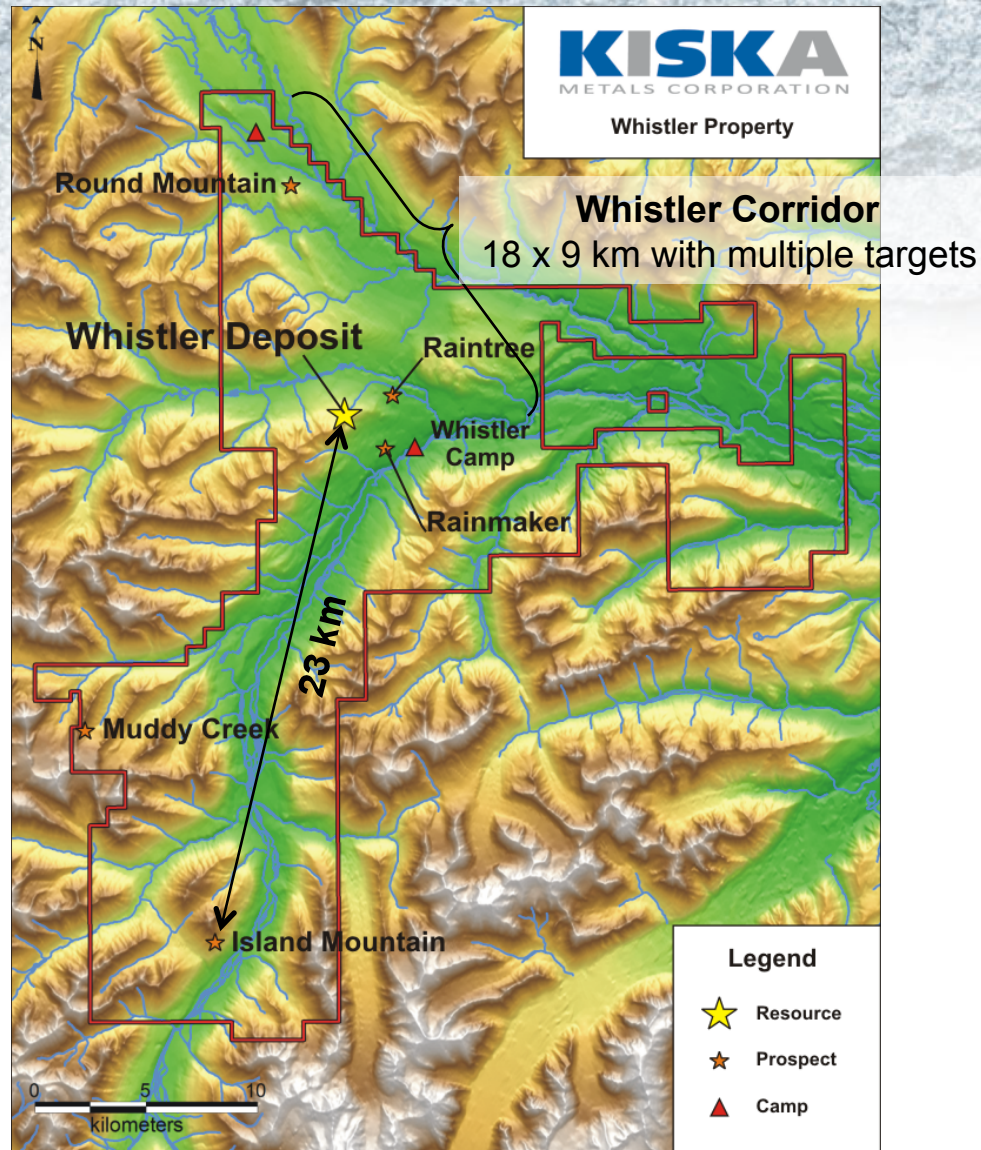 N
KISKA
METALS CORPORATION
Whistler Property
Round Mountain
Whistler Corridor
18 x 9 km with multiple targets
Whistler Deposit
Raintree
Whistler
Camp
Rainmaker
23 km
Muddy Creek
Island Mountain
Legend
Resource
Prospect
Camp
0 5 10
kilometers